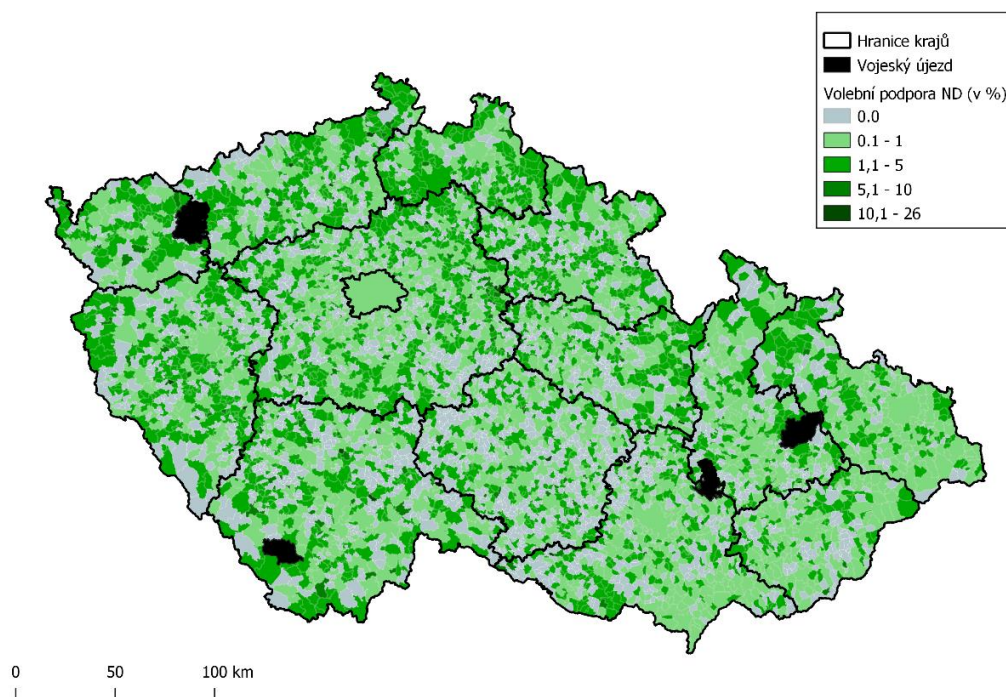 Hranice krajů
Vojeský újezd
Volební podpora ND (v %)
0.0
0.1 - 1
1,1 - 5
5,1 - 10
10,1 - 26
0 50 100 km